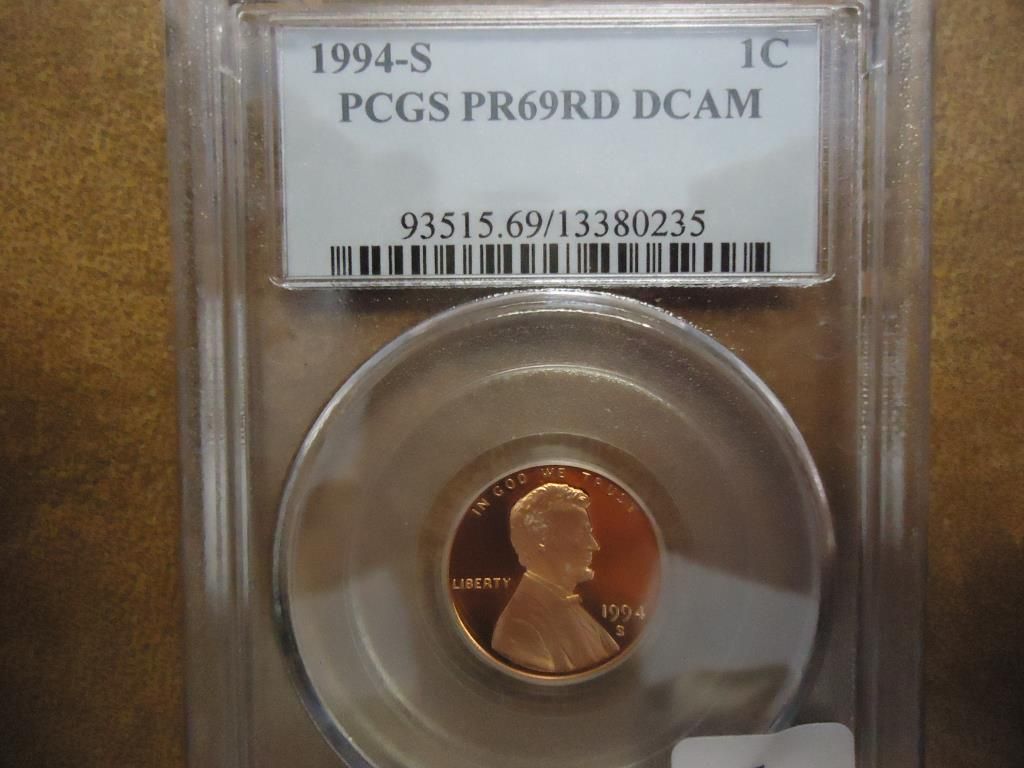 1994-S 1C
PCGS PR69RD DCAM
93515.69/13380235
IN GOD WE TRUST
LIBERTY
1994
S